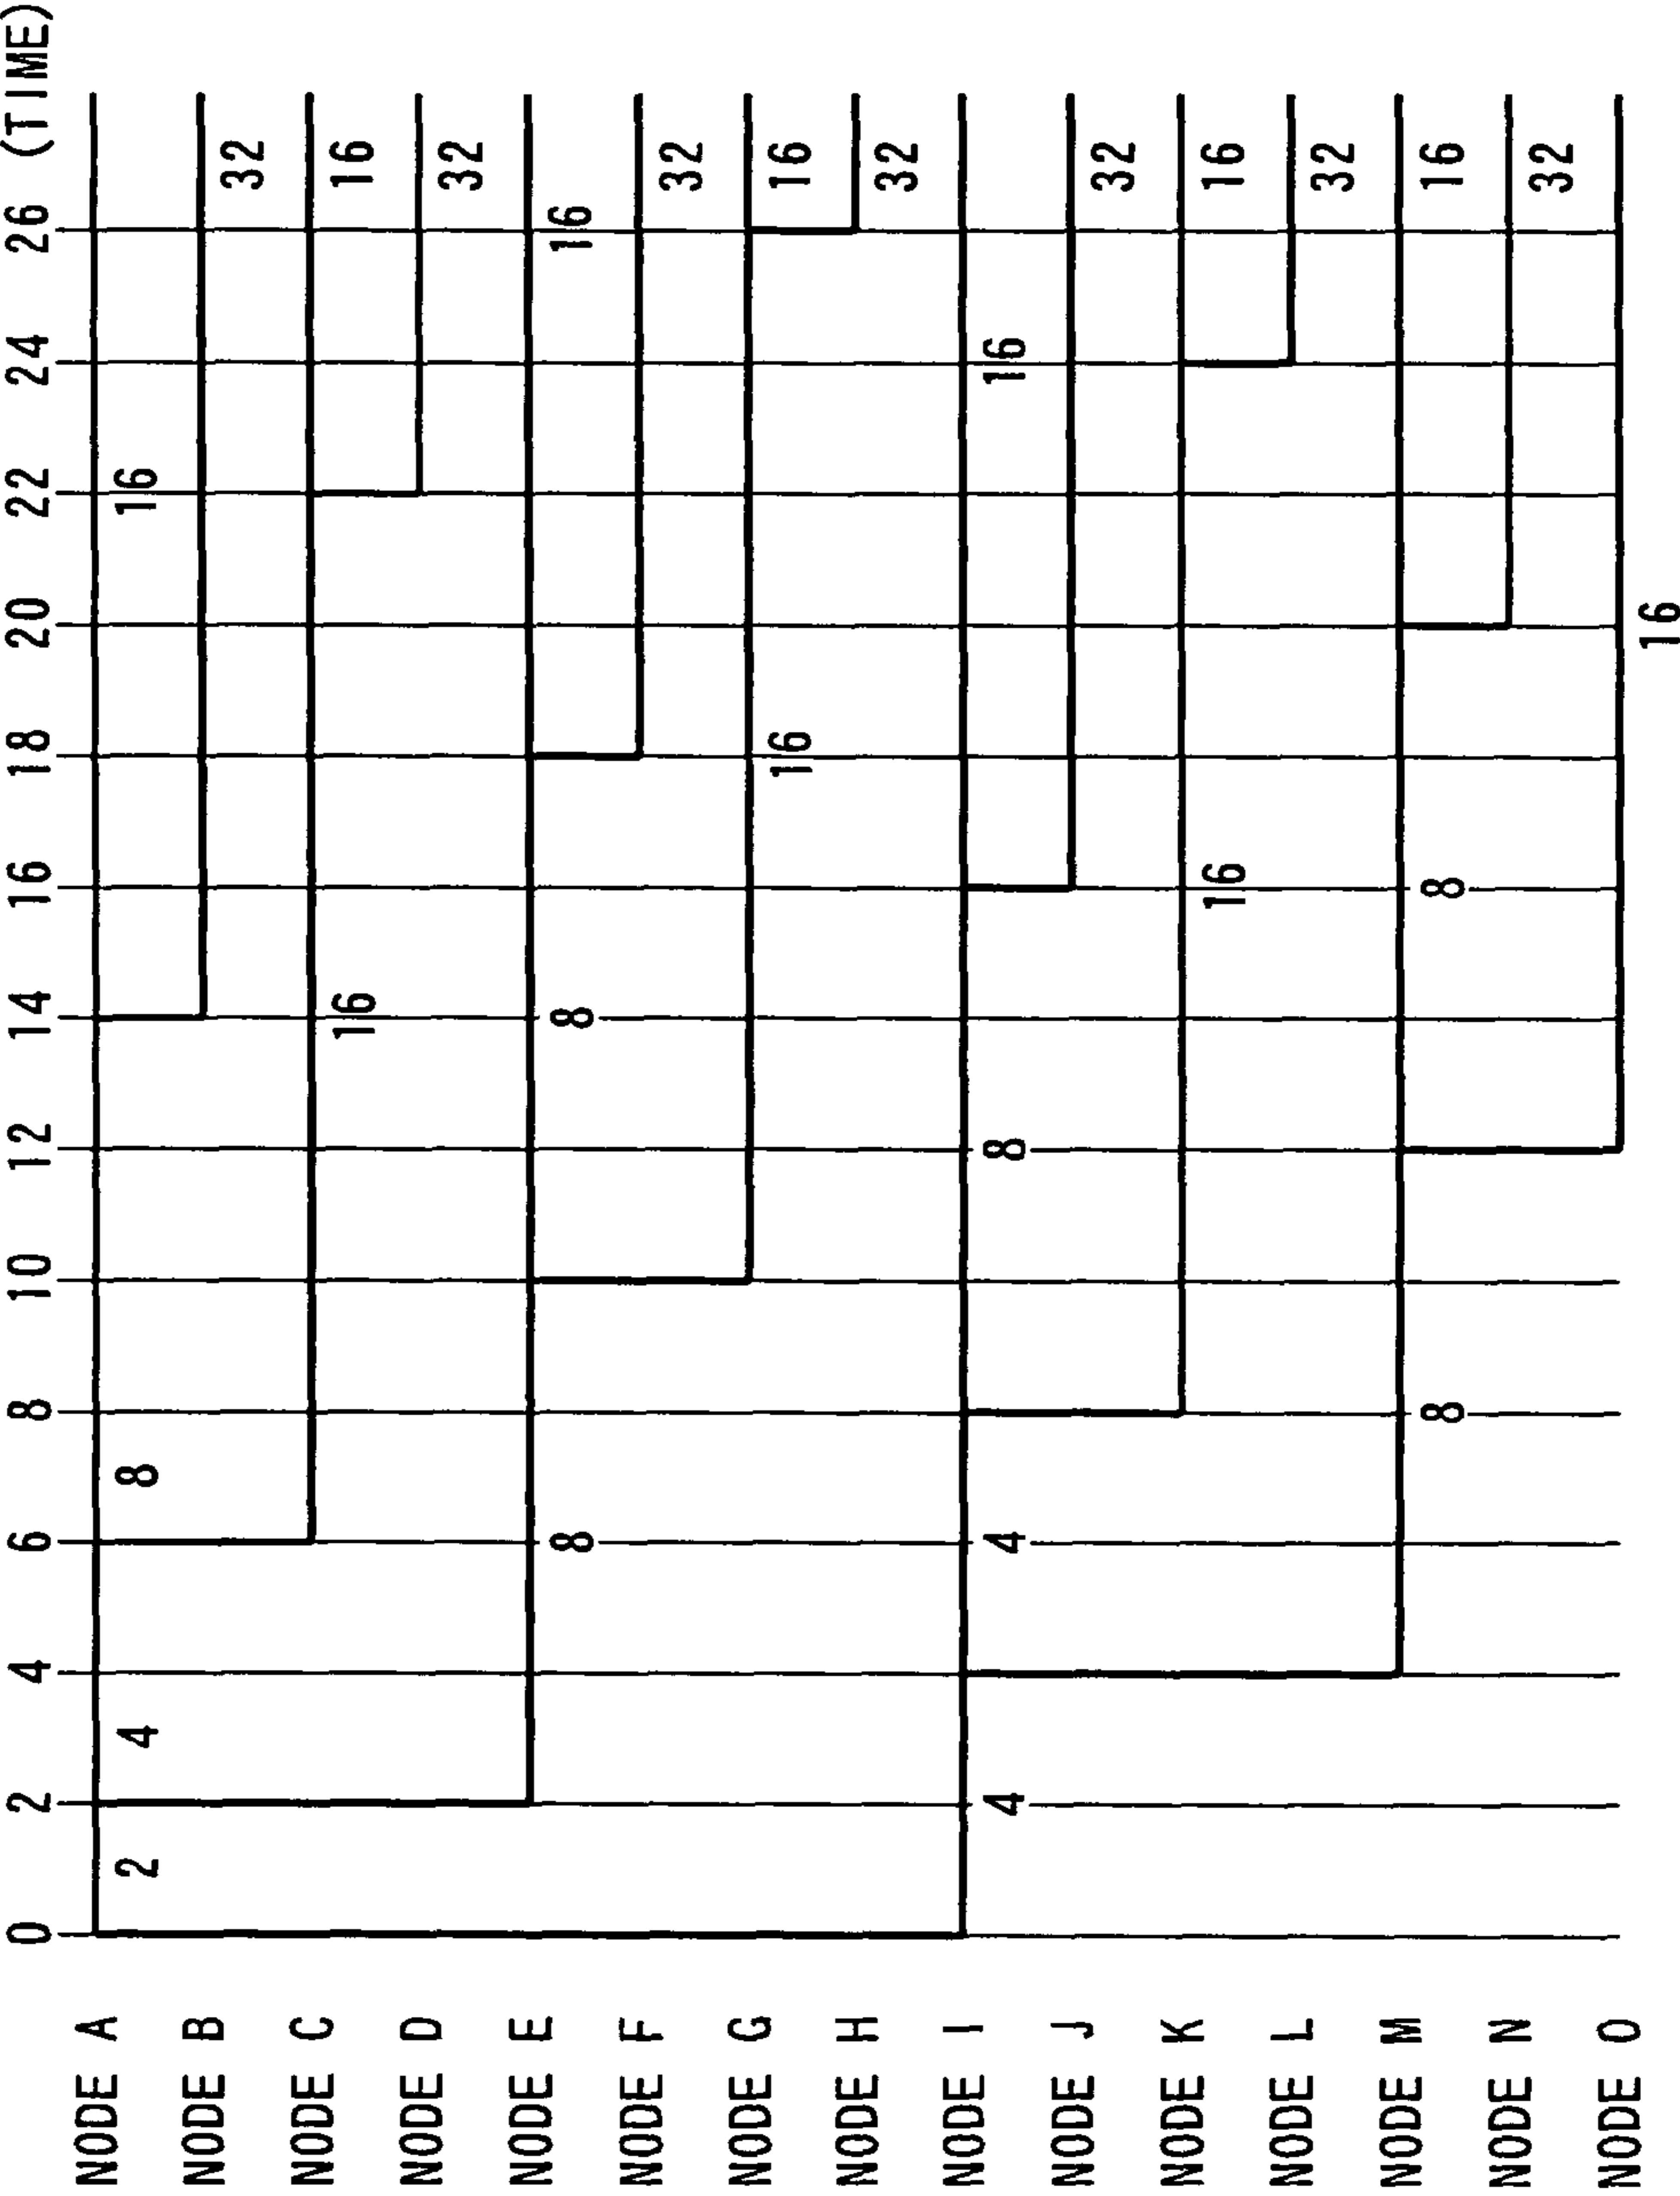 0 2 4 6 8 10 12 14 16 18 20 22 24 26 (TIME)
NODE A
2 4 8 16
NODE B
32
NODE C
16 16
NODE D
32
NODE E
8 8 16
NODE F
32
NODE G
16 16
NODE H
32
NODE I
4 4 8 16
NODE J
32
NODE K
16 16
NODE L
32
NODE M
8 8 16
NODE N
32
NODE O
16